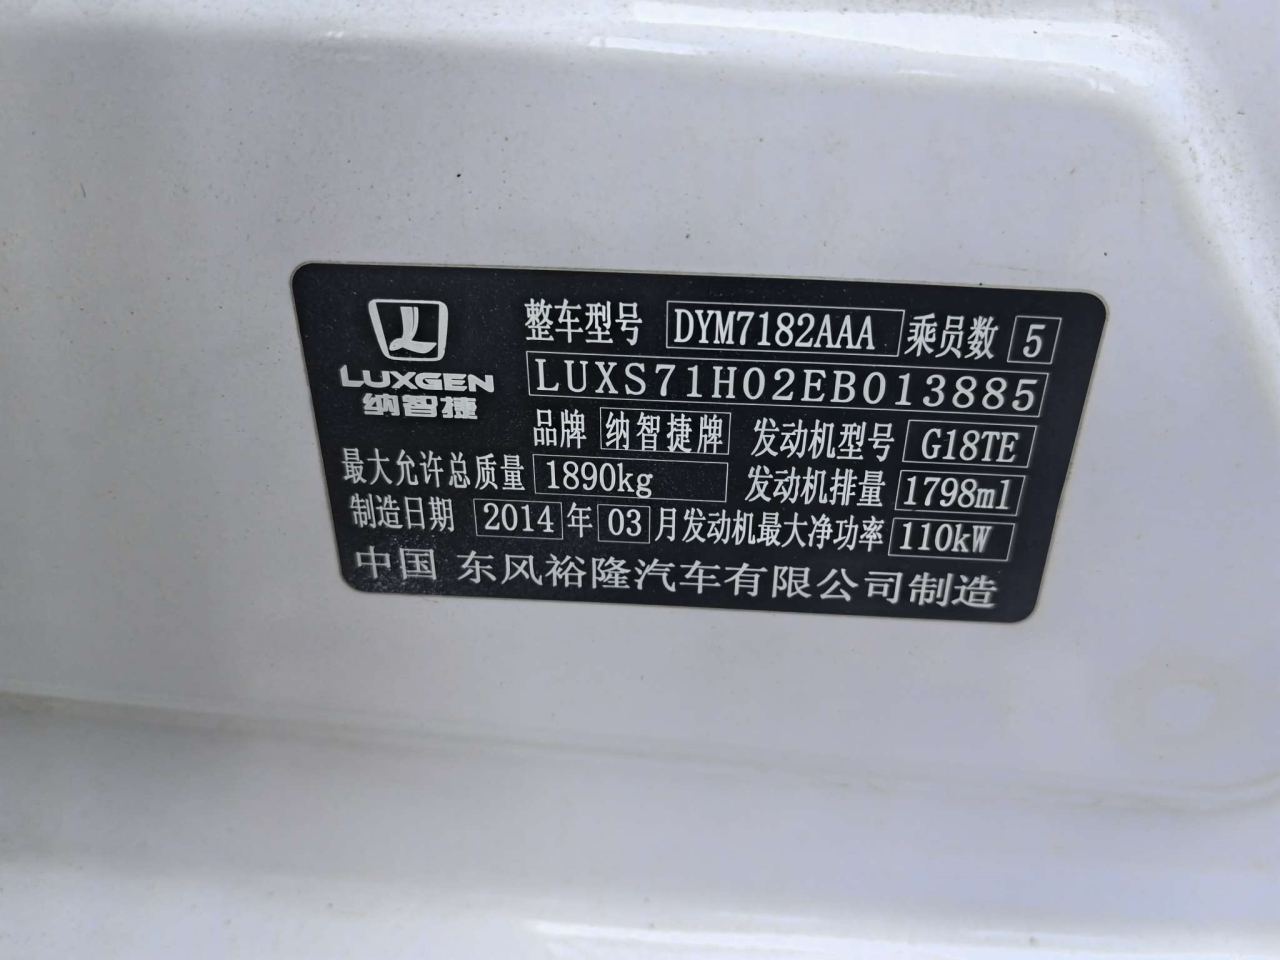 LUXGEN
纳智捷
整车型号 DYM7182AAA 乘员数 5
LUXS71H02EB013885
品牌 纳智捷牌 发动机型号 G18TE
最大允许总质量 1890kg 发动机排量 1798ml
制造日期 2014 年 03 月 发动机最大净功率 110kW
中国 东风裕隆汽车有限公司制造